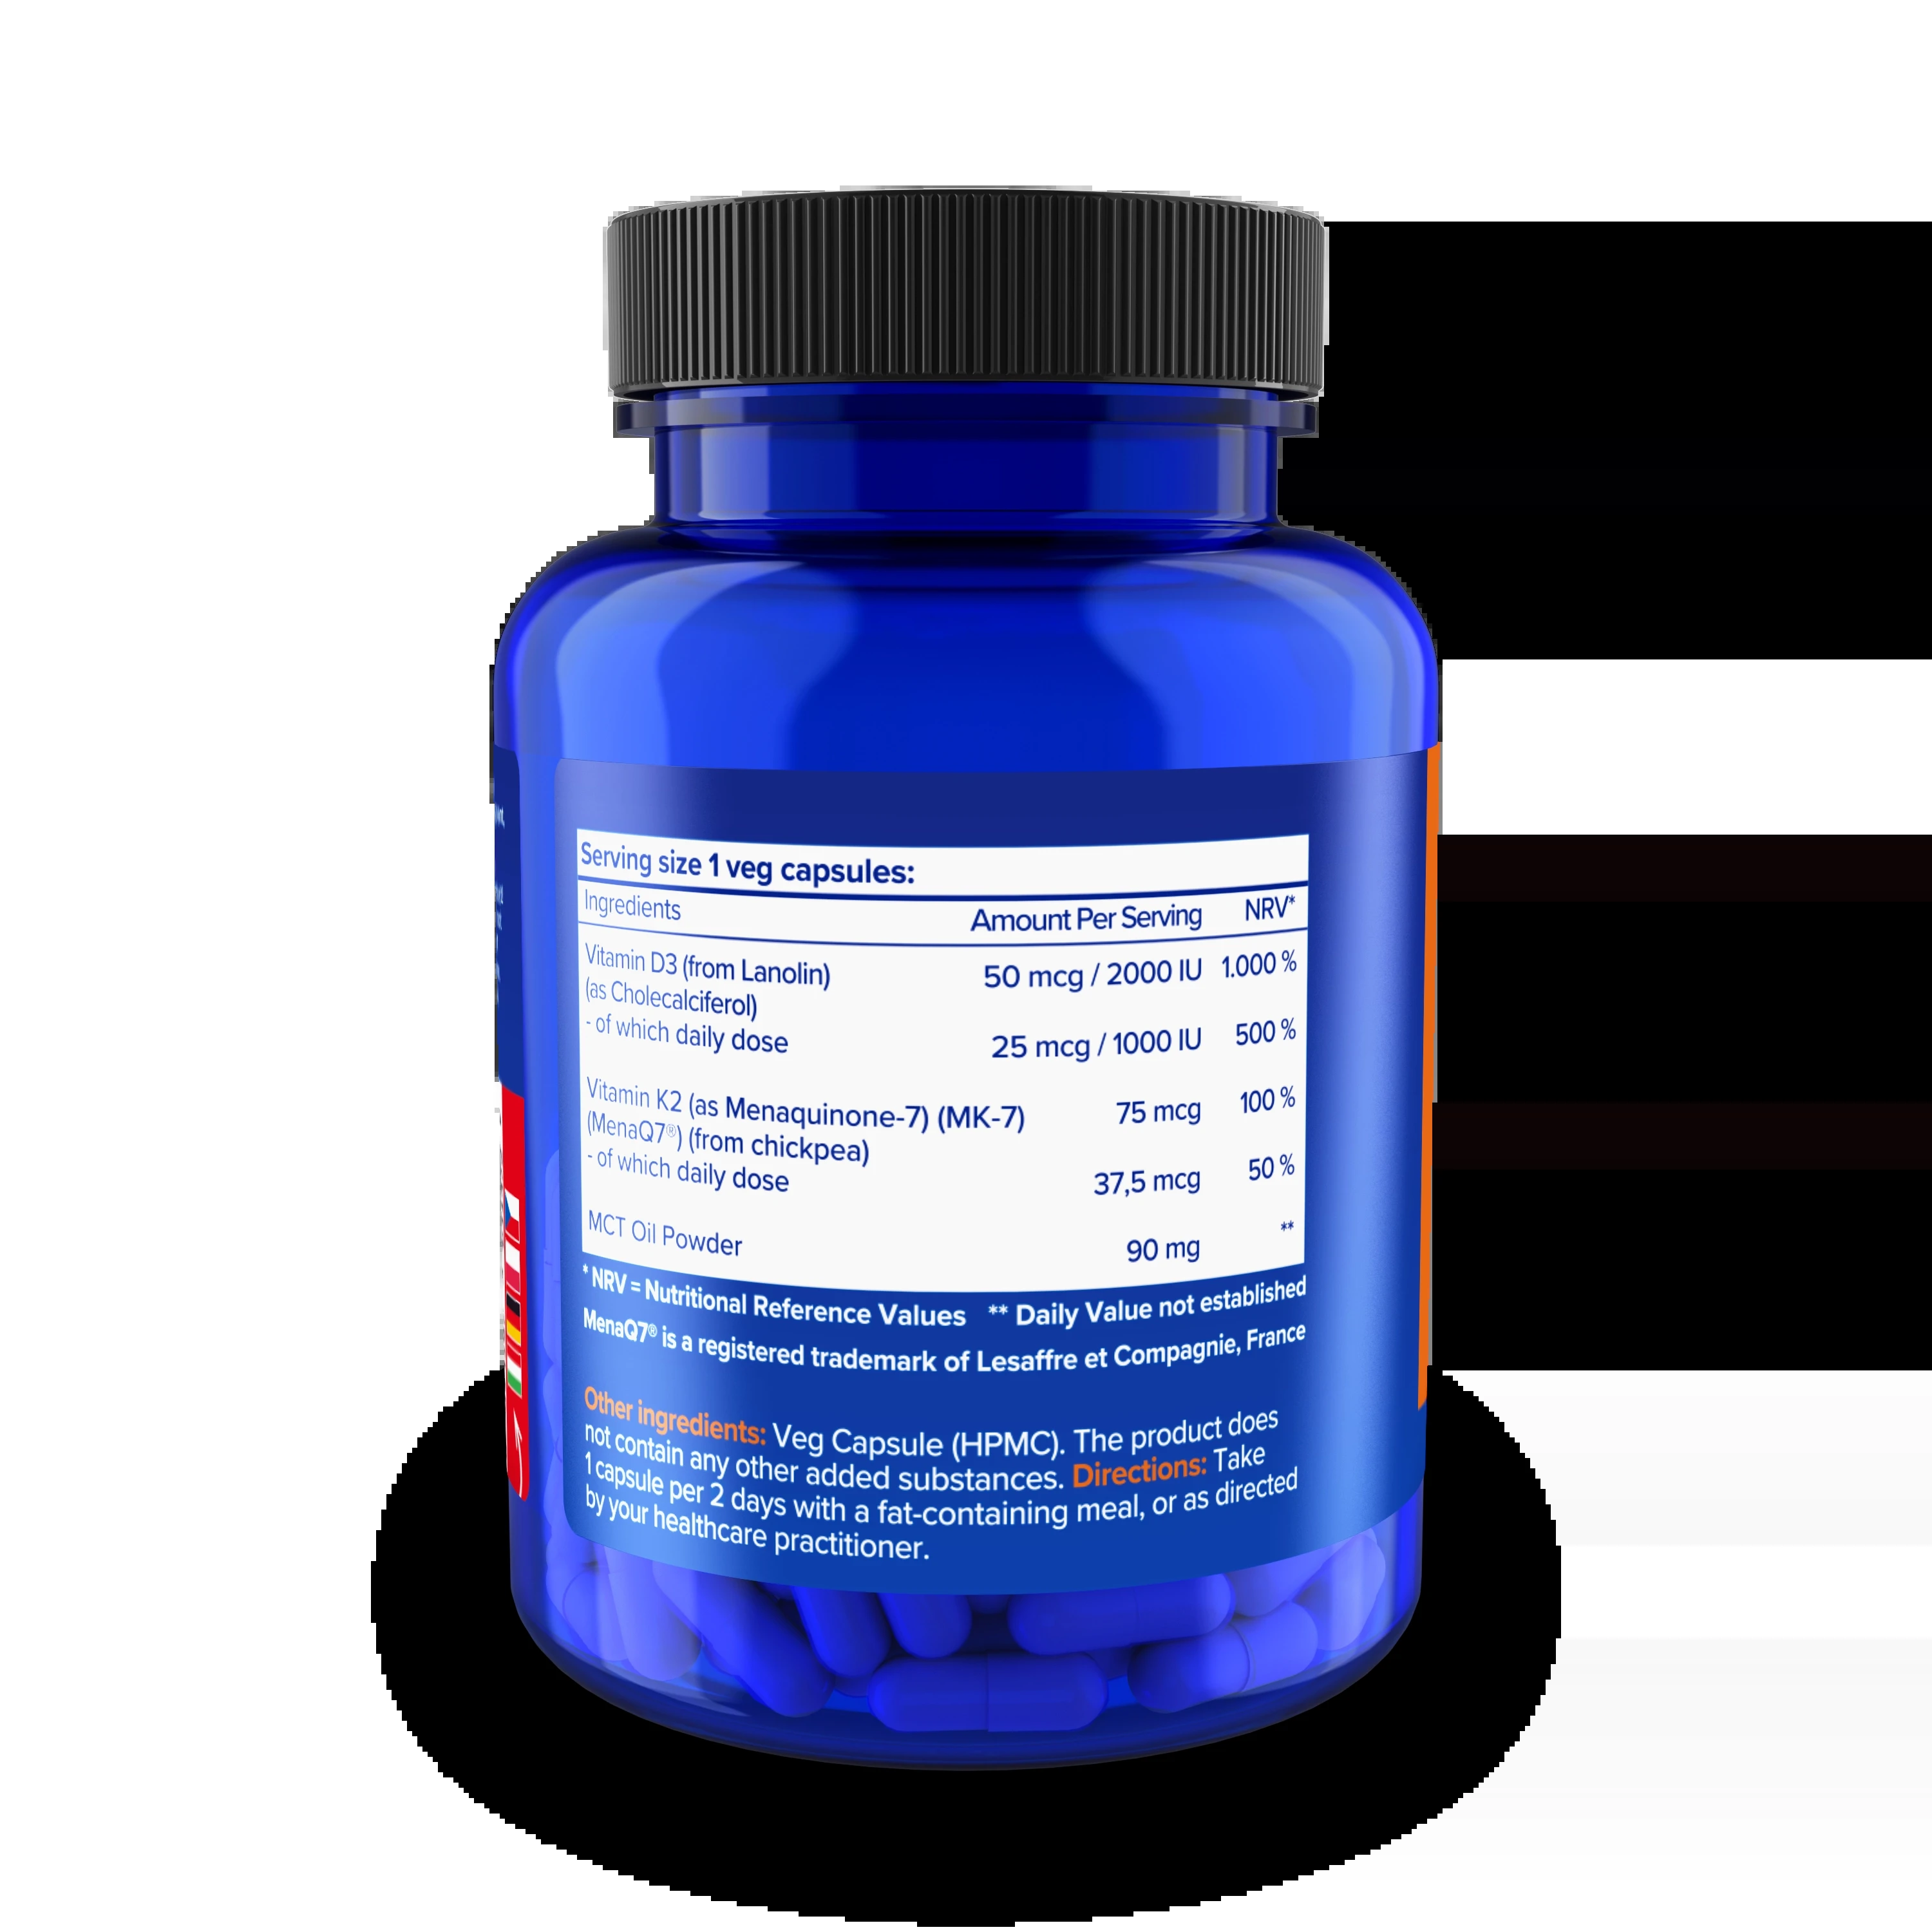 Serving size 1 veg capsules:
Ingredients Amount Per Serving NRV*
Vitamin D3 (from Lanolin) 50 mcg / 2000 IU 1.000 %
(as Cholecalciferol)
- of which daily dose 25 mcg / 1000 IU 500 %
Vitamin K2 (as Menaquinone-7) (MK-7) 75 mcg 100 %
(MenaQ7®) (from chickpea)
- of which daily dose 37,5 mcg 50 %
MCT Oil Powder 90 mg **
* NRV = Nutritional Reference Values ** Daily Value not established
MenaQ7® is a registered trademark of Lesaffre et Compagnie, France
Other ingredients: Veg Capsule (HPMC). The product does
not contain any other added substances. Directions: Take
1 capsule per 2 days with a fat-containing meal, or as directed
by your healthcare practitioner.